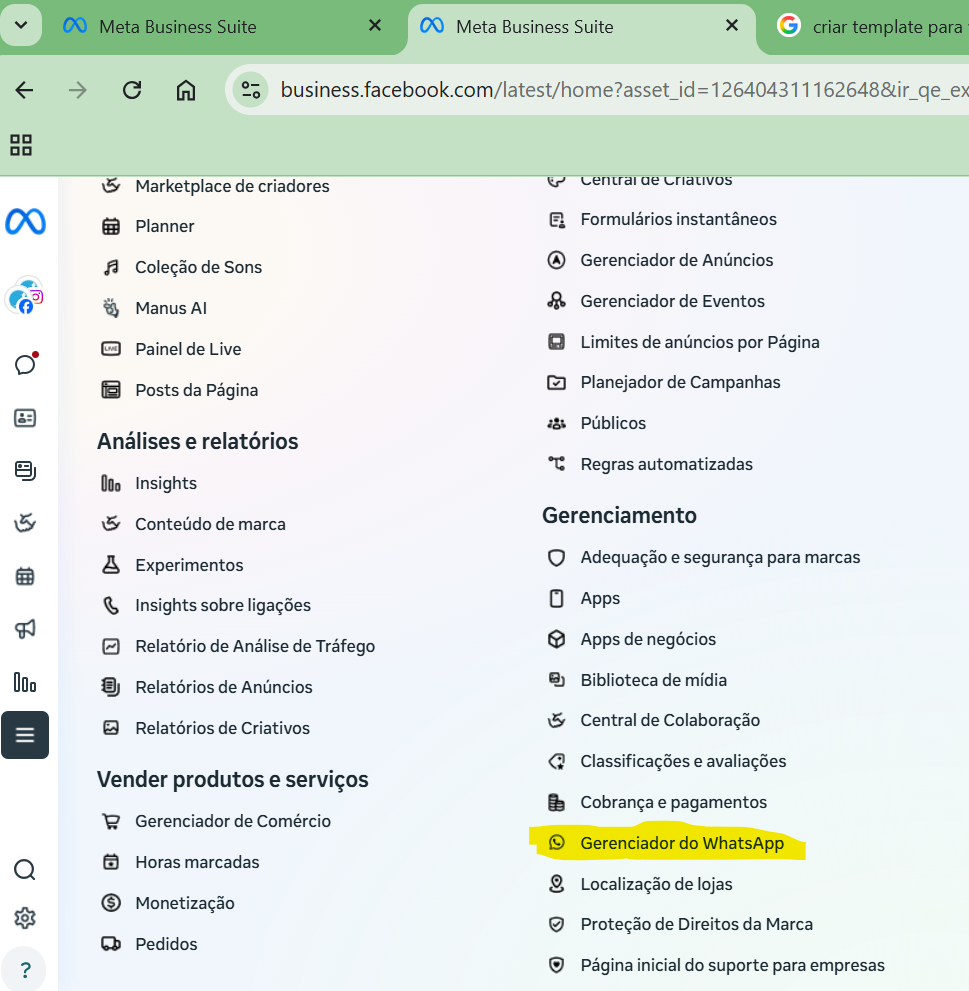 Meta Business Suite
Meta Business Suite
criar template para
business.facebook.com/latest/home?asset_id=126404311162648&ir_qe_ex
Marketplace de criadores
Planner
Coleção de Sons
Manus AI
LIVE
Painel de Live
Posts da Página
Análises e relatórios
Insights
Conteúdo de marca
Experimentos
Insights sobre ligações
Relatório de Análise de Tráfego
Relatórios de Anúncios
Relatórios de Criativos
Vender produtos e serviços
Gerenciador de Comércio
Horas marcadas
Monetização
Pedidos
Central de Criativos
Formulários instantâneos
Gerenciador de Anúncios
Gerenciador de Eventos
Limites de anúncios por Página
Planejador de Campanhas
Públicos
Regras automatizadas
Gerenciamento
Adequação e segurança para marcas
Apps
Apps de negócios
Biblioteca de mídia
Central de Colaboração
Classificações e avaliações
Cobrança e pagamentos
Gerenciador do WhatsApp
Localização de lojas
Proteção de Direitos da Marca
Página inicial do suporte para empresas
?